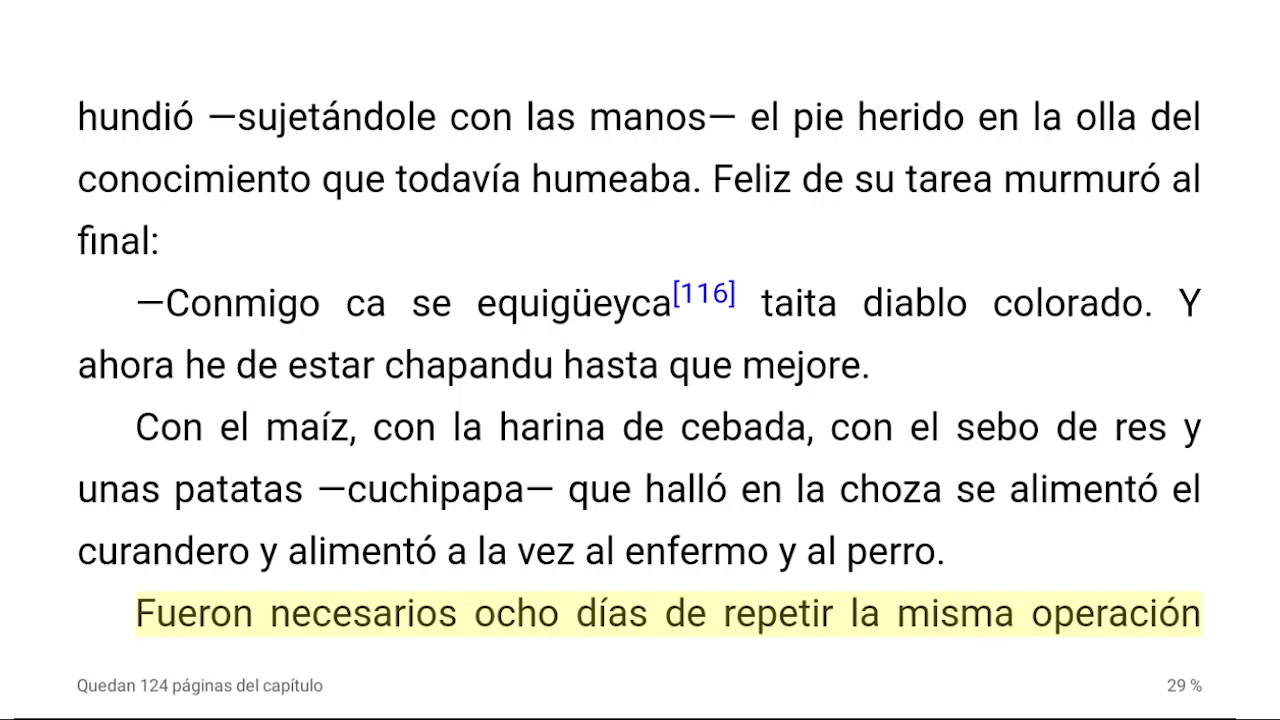 hundió —sujetándole con las manos— el pie herido en la olla del
conocimiento que todavía humeaba. Feliz de su tarea murmuró al
final:
—Conmigo ca se equigüeyca[116] taita diablo colorado. Y
ahora he de estar chapandu hasta que mejore.
Con el maíz, con la harina de cebada, con el sebo de res y
unas patatas —cuchipapa— que halló en la choza se alimentó el
curandero y alimentó a la vez al enfermo y al perro.
Fueron necesarios ocho días de repetir la misma operación
Quedan 124 páginas del capítulo
29 %